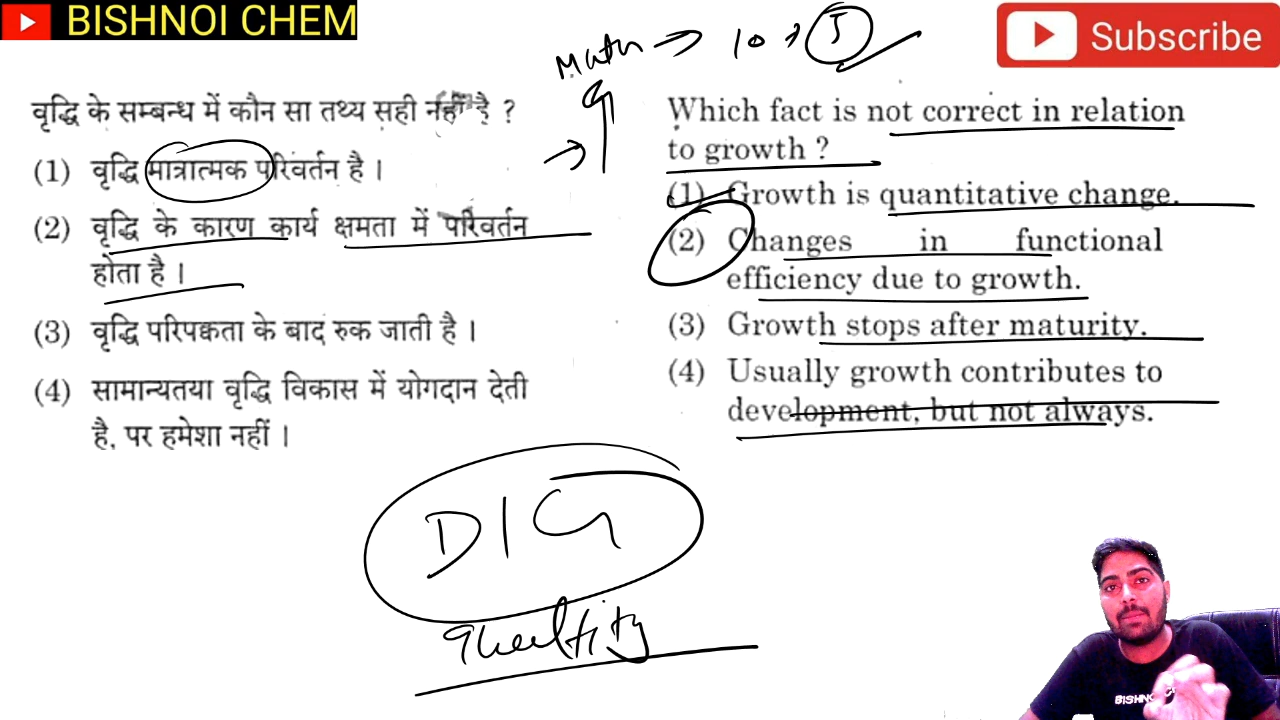 BISHNOI CHEM
Subscribe
Math → 10 → 5
वृद्धि के सम्बन्ध में कौन सा तथ्य सही नहीं है ?
(1) वृद्धि मात्रात्मक परिवर्तन है ।
(2) वृद्धि के कारण कार्य क्षमता में परिवर्तन
होता है ।
(3) वृद्धि परिपक्वता के बाद रुक जाती है ।
(4) सामान्यतया वृद्धि विकास में योगदान देती
है, पर हमेशा नहीं ।
Which fact is not correct in relation
to growth ?
(1) Growth is quantitative change.
(2) Changes in functional
efficiency due to growth.
(3) Growth stops after maturity.
(4) Usually growth contributes to
development, but not always.
D/G
BISHNOI